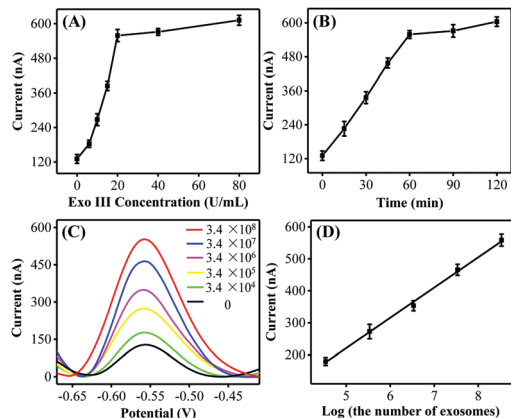 (A)
600
480
360
240
120
Current (nA)
0 20 40 60 80
Exo III Concentration (U/mL)
(B)
600
480
360
240
120
Current (nA)
0 30 60 90 120
Time (min)
(C)
600
450
300
150
0
Current (nA)
3.4 ×10⁸
3.4 ×10⁷
3.4 ×10⁶
3.4 ×10⁵
3.4 ×10⁴
0
-0.65 -0.60 -0.55 -0.50 -0.45
Potential (V)
(D)
600
500
400
300
200
Current (nA)
5 6 7 8
Log (the number of exosomes)